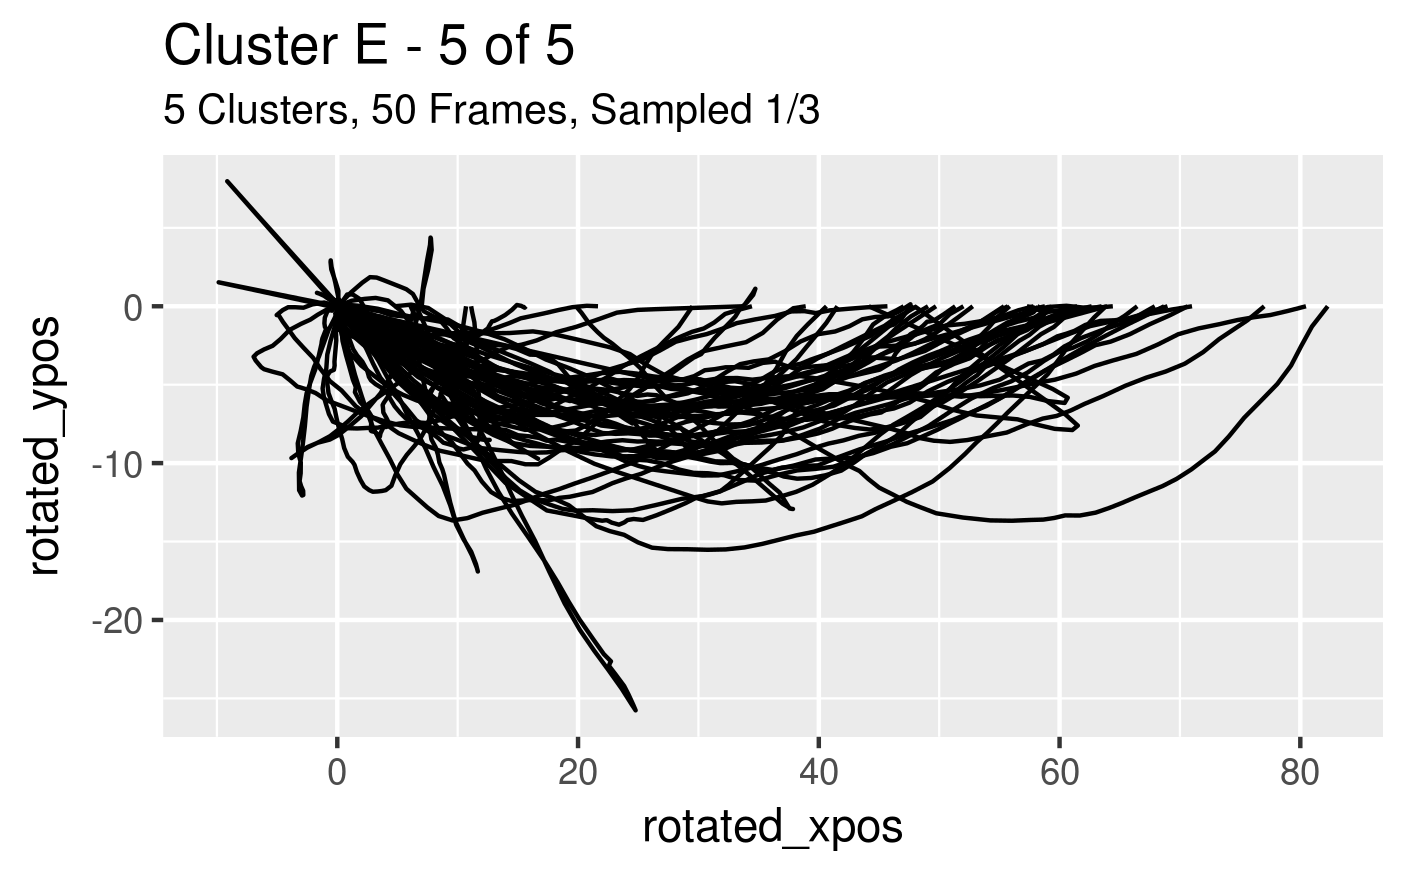 Cluster E - 5 of 5
5 Clusters, 50 Frames, Sampled 1/3
rotated_ypos
0
-10
-20
0 20 40 60 80
rotated_xpos